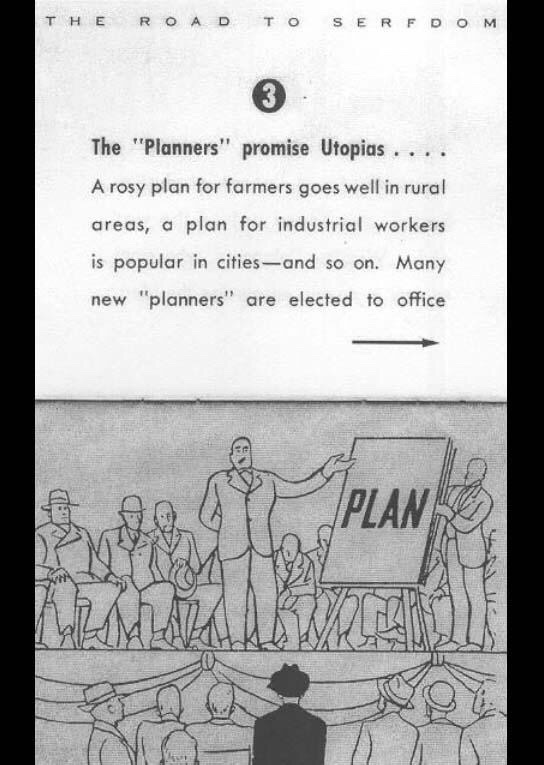 THE ROAD TO SERFDOM
3
The "Planners" promise Utopias . . . .
A rosy plan for farmers goes well in rural
areas, a plan for industrial workers
is popular in cities—and so on. Many
new "planners" are elected to office
PLAN